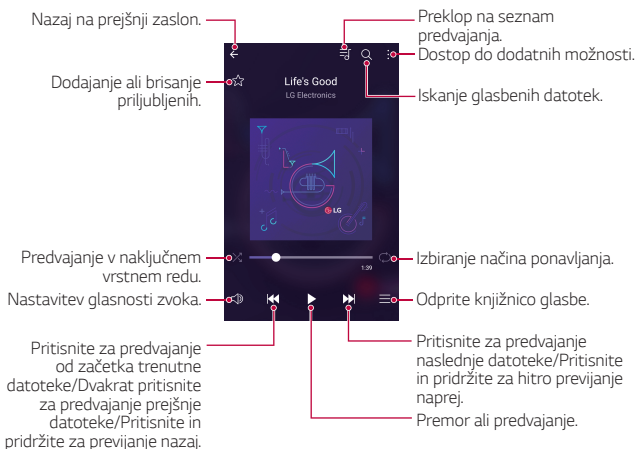 Nazaj na prejšnji zaslon.
Preklop na seznam
predvajanja.
Dostop do dodatnih možnosti.
Dodajanje ali brisanje
priljubljenih.
Life's Good
LG Electronics
Iskanje glasbenih datotek.
LG
Predvajanje v naključnem
vrstnem redu.
1:39
Izbiranje načina ponavljanja.
Nastavitev glasnosti zvoka.
Odprite knjižnico glasbe.
Pritisnite za predvajanje
od začetka trenutne
datoteke/Dvakrat pritisnite
za predvajanje prejšnje
datoteke/Pritisnite in
pridržite za previjanje nazaj.
Pritisnite za predvajanje
naslednje datoteke/Pritisnite
in pridržite za hitro previjanje
naprej.
Premor ali predvajanje.